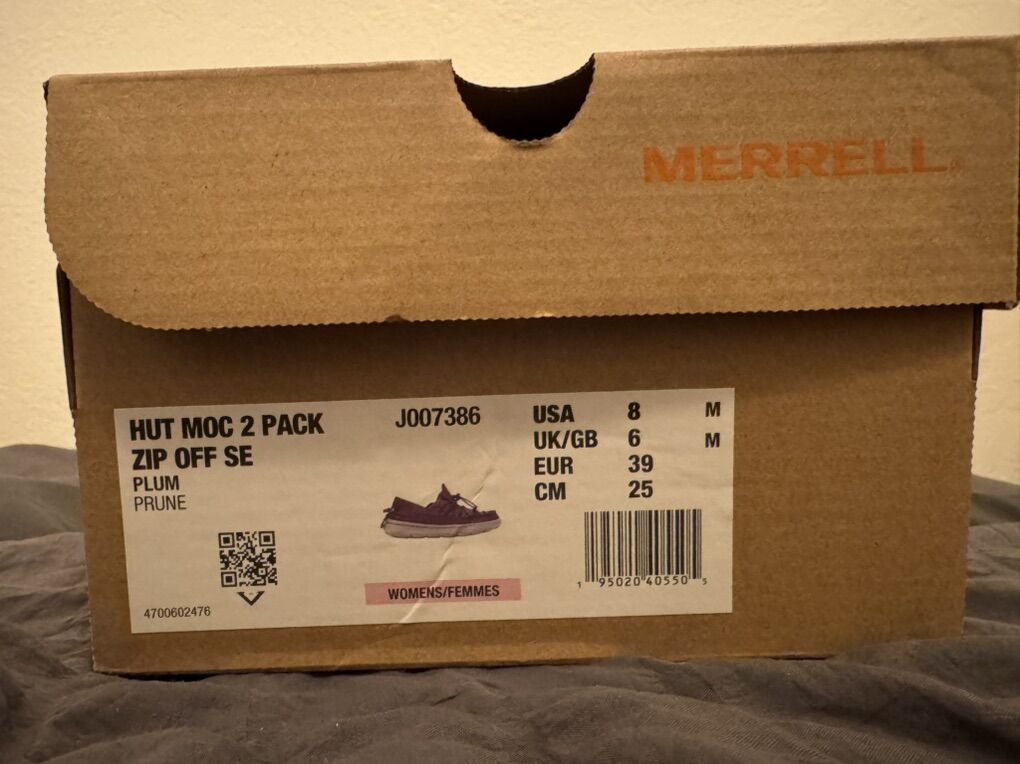 MERRELL
HUT MOC 2 PACK
ZIP OFF SE
PLUM
PRUNE
4700602476
J007386
WOMENS/FEMMES
USA 8 M
UK/GB 6 M
EUR 39
CM 25
1 95020 40550 5